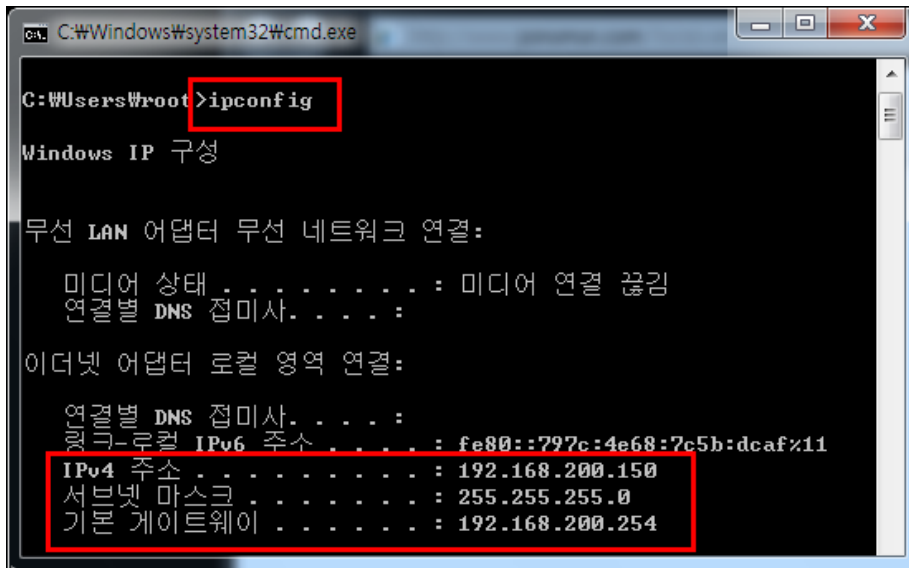 C:₩Windows₩system32₩cmd.exe
C:₩Users₩root>ipconfig
Windows IP 구성
무선 LAN 어댑터 무선 네트워크 연결:
미디어 상태 . . . . . . . . : 미디어 연결 끊김
연결별 DNS 접미사. . . . :
이더넷 어댑터 로컬 영역 연결:
연결별 DNS 접미사. . . . :
링크-로컬 IPv6 주소 . . . . : fe80::797c:4e68:7c5b:dcaf%11
IPv4 주소 . . . . . . . . . : 192.168.200.150
서브넷 마스크 . . . . . . . : 255.255.255.0
기본 게이트웨이 . . . . . . : 192.168.200.254